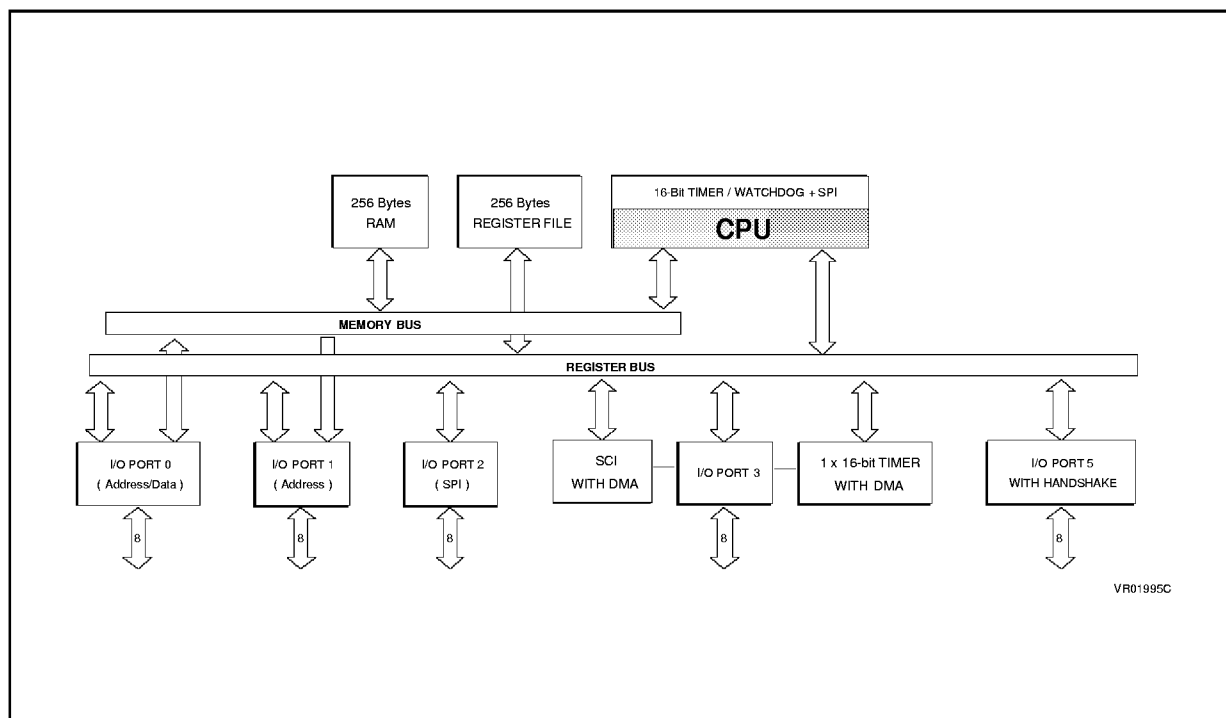 256 Bytes
RAM
256 Bytes
REGISTER FILE
16-Bit TIMER / WATCHDOG + SPI
CPU
MEMORY BUS
REGISTER BUS
I/O PORT 0
( Address/Data )
I/O PORT 1
( Address )
I/O PORT 2
( SPI )
SCI
WITH DMA
I/O PORT 3
1 x 16-bit TIMER
WITH DMA
I/O PORT 5
WITH HANDSHAKE
8
8
8
8
8
VR01995C